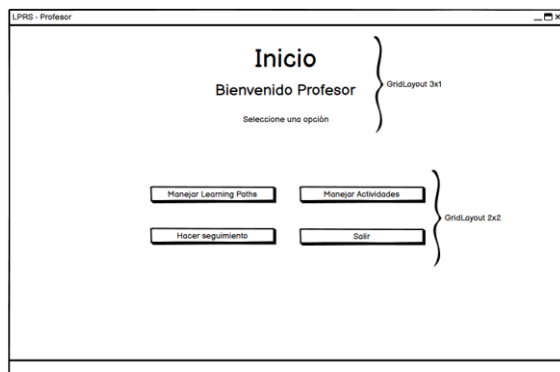 LPRS - Profesor
Inicio
Bienvenido Profesor
Seleccione una opción
GridLayout 3x1
Manejar Learning Paths
Manejar Actividades
Hacer seguimiento
Salir
GridLayout 2x2